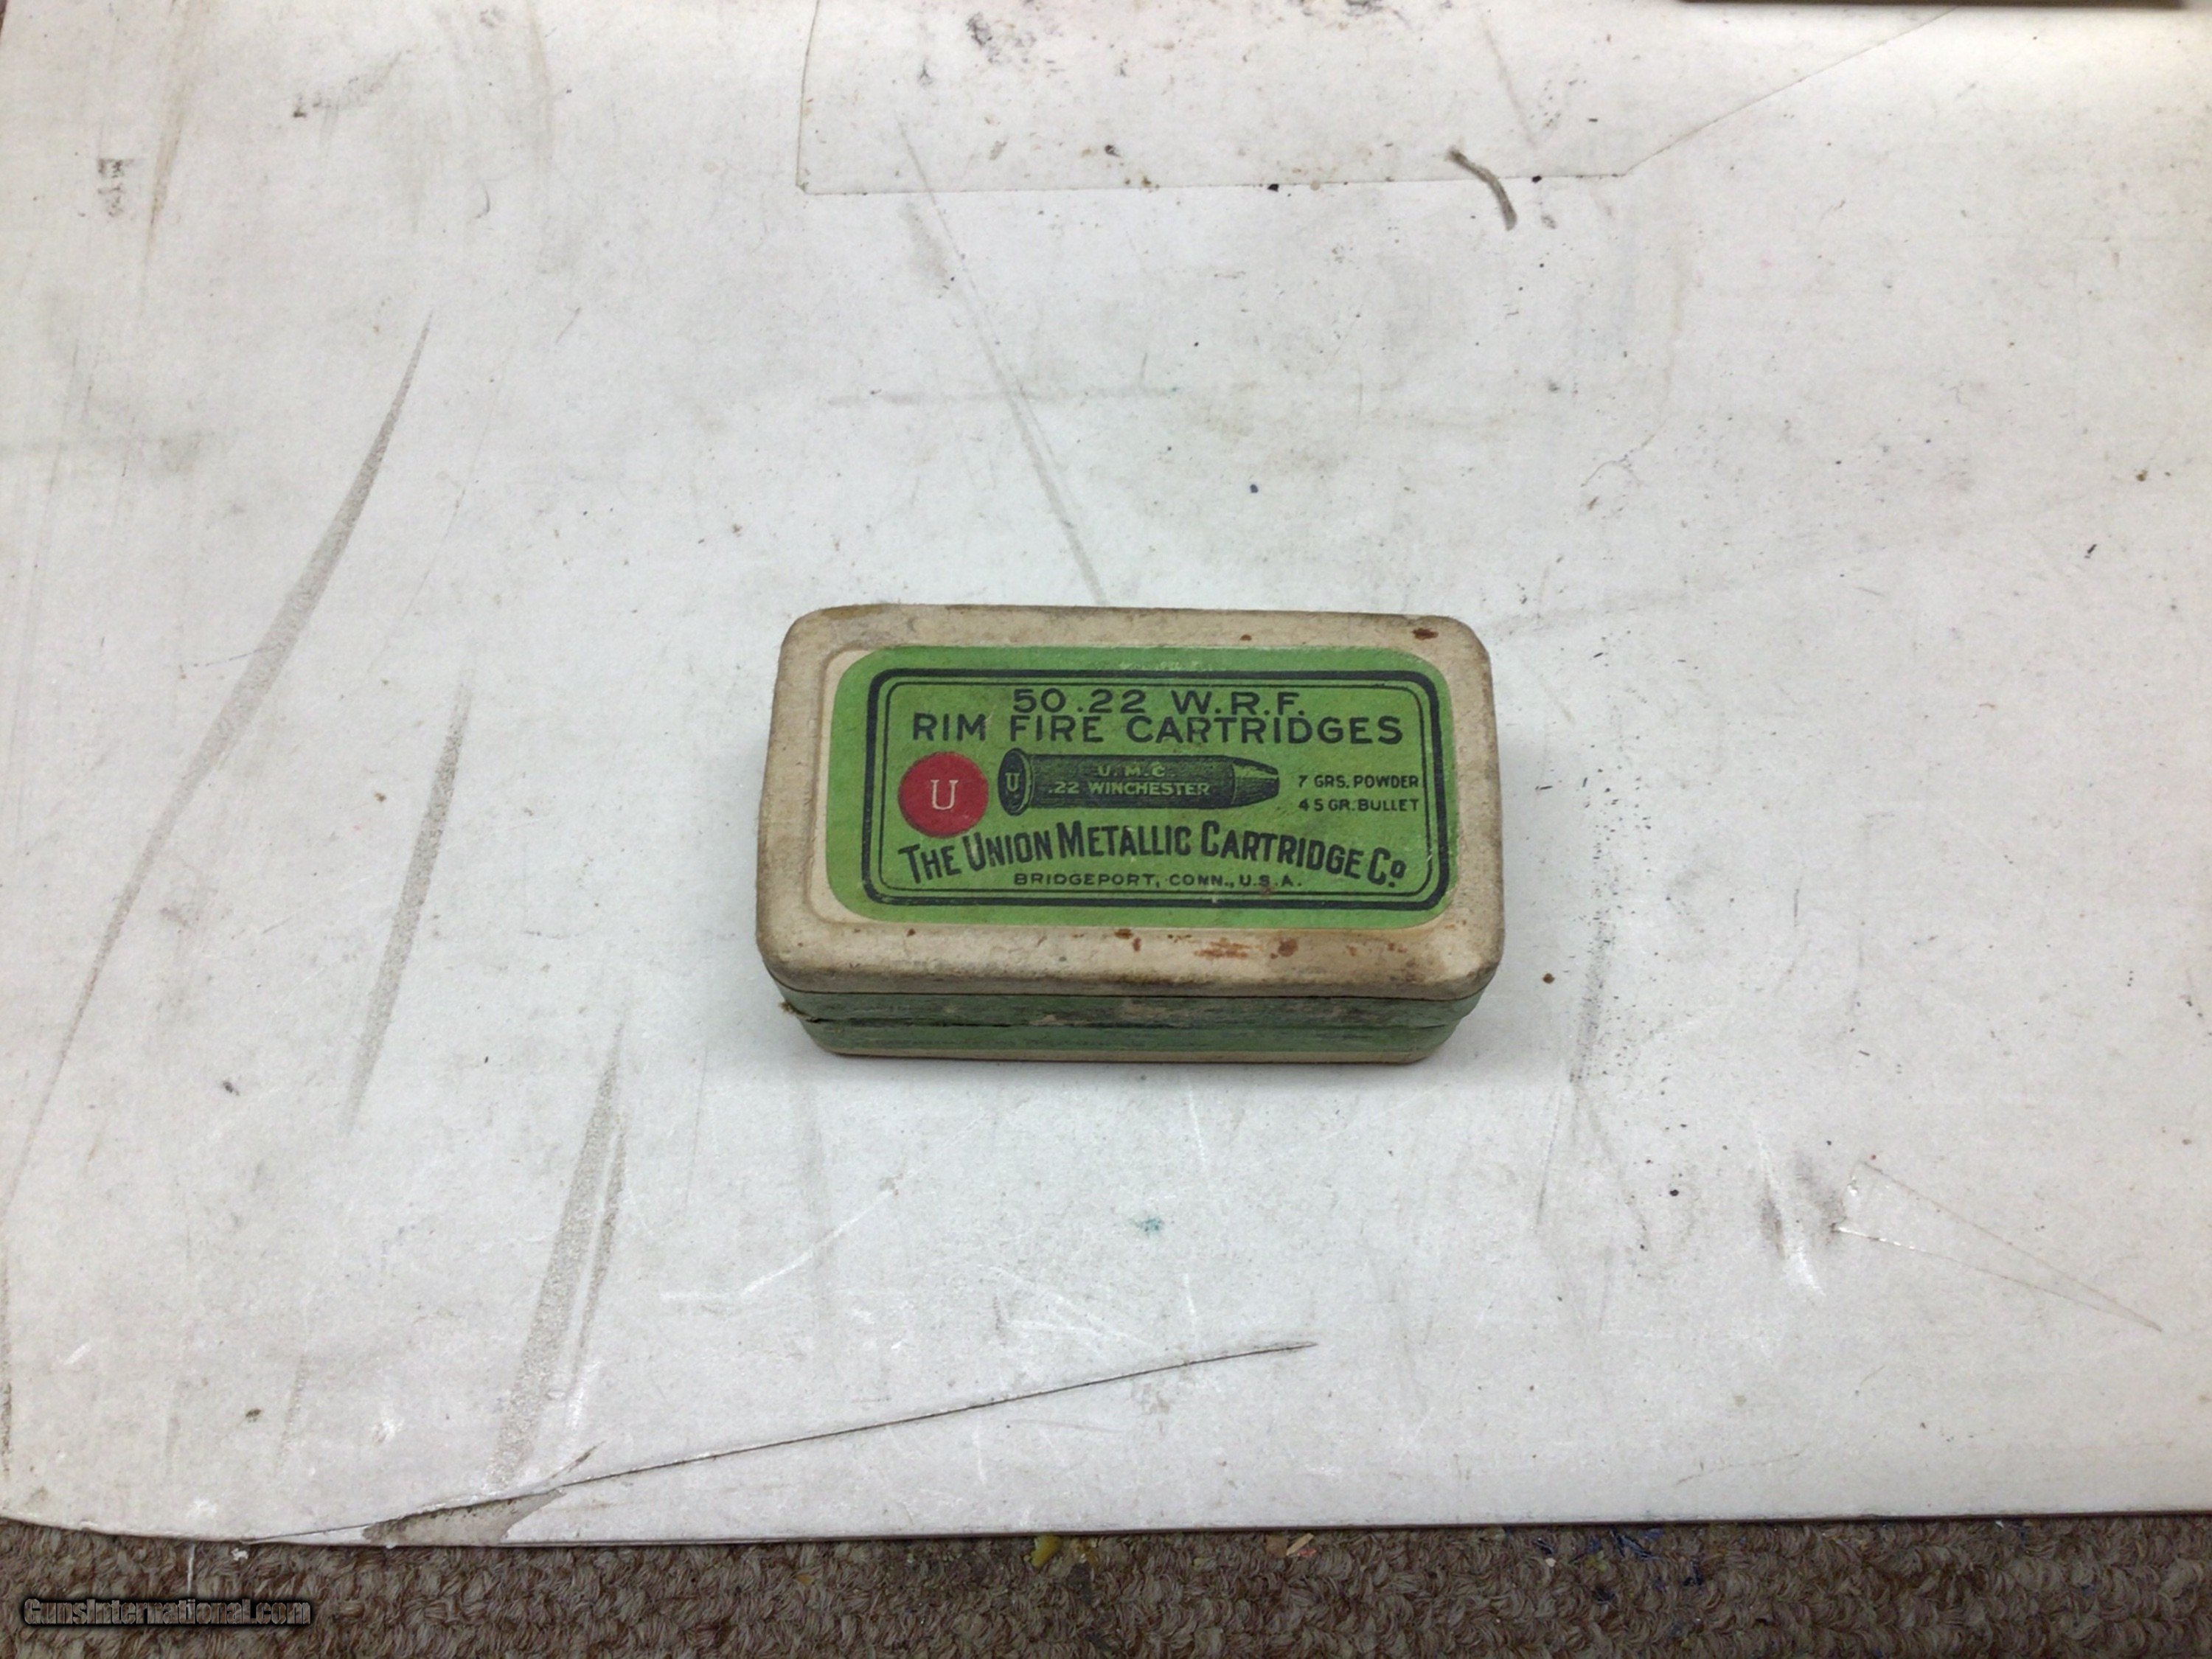 50 .22 W.R.F.
RIM FIRE CARTRIDGES
U
U
U.M.C.
.22 WINCHESTER
7 GRS. POWDER
45 GR. BULLET
THE UNION METALLIC CARTRIDGE CO.
BRIDGEPORT, CONN., U.S.A.
GunsInternational.com